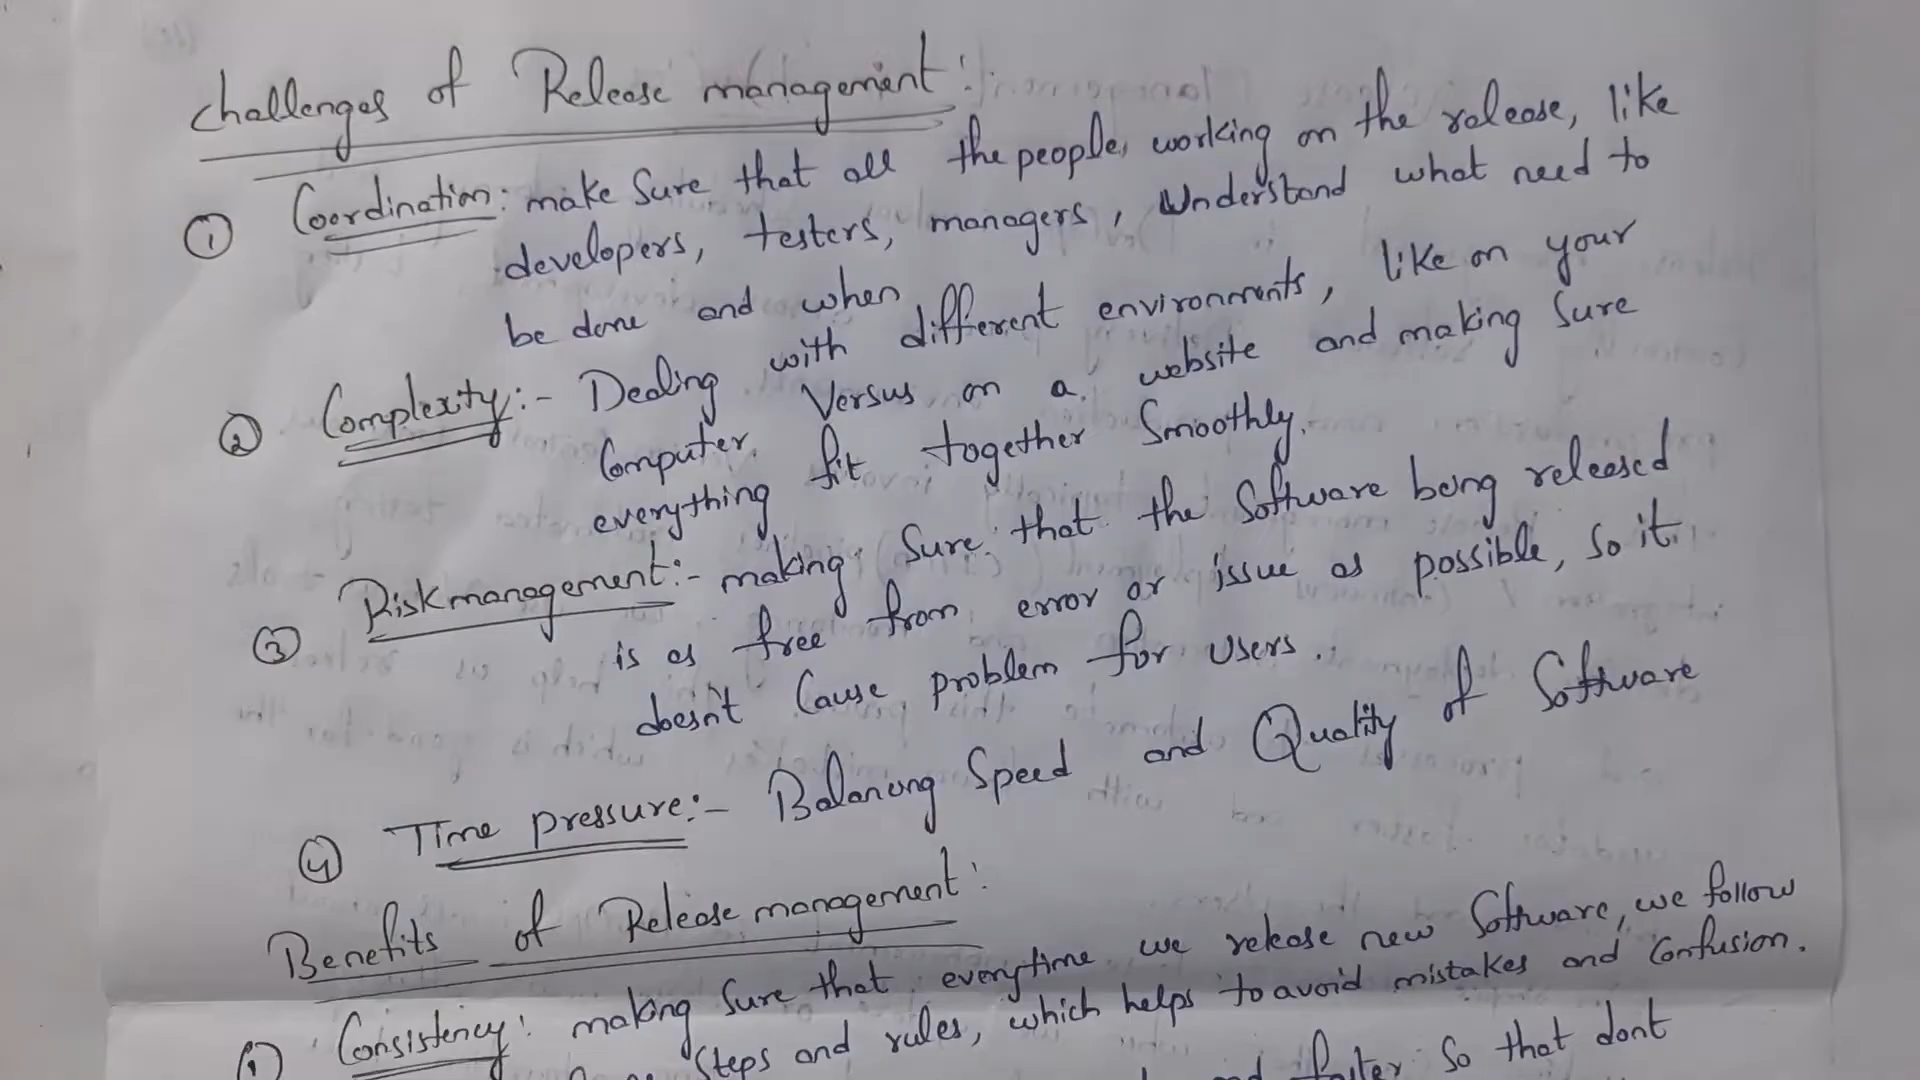 Challenges of Release management:
① Coordination: make Sure that all the people working on the release, like
developers, testers, managers, Understand what need to
be done and when
② Complexity:- Dealing with different environments, like on your
Computer Versus on a website and making Sure
everything fit together Smoothly.
③ Risk management:- making Sure that the Software being released
is as free from error or issue as possible, So it
doesn't Cause problem for users.
④ Time pressure:- Balancing Speed and Quality of Software
Benefits of Release management:
① Consistency: making Sure that everytime we release new Software, we follow
Steps and rules, which helps to avoid mistakes and Confusion.
So that dont